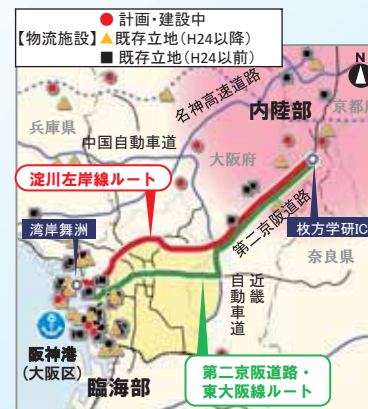 ● 計画・建設中
【物流施設】▲既存立地(H24以降)
■ 既存立地(H24以前)
N
名神高速道路
内陸部
京都府
兵庫県
中国自動車道
大阪府
淀川左岸線ルート
第二京阪道路
湾岸舞洲
枚方学研IC
奈良県
近畿
自動車道
阪神港
(大阪区)
臨海部
第二京阪道路・
東大阪線ルート